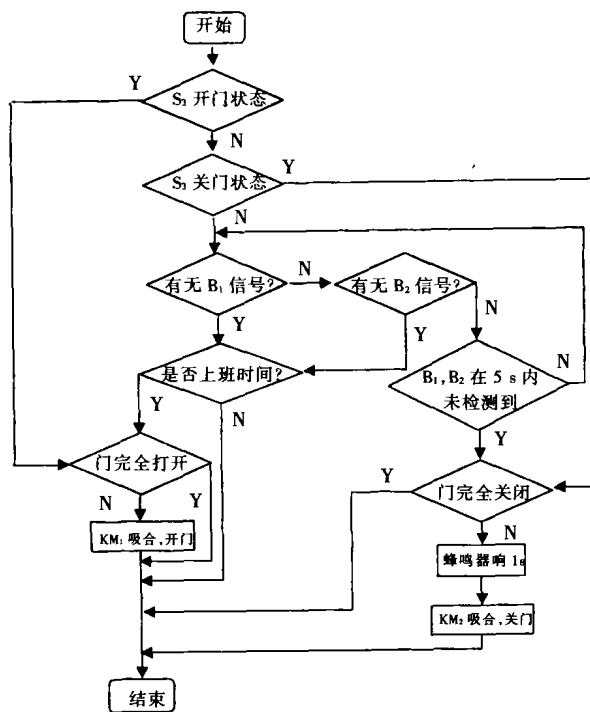 开始
Y
S₃ 开门状态
N
S₃ 关门状态
Y
N
有无 B₁ 信号?
N
有无 B₂ 信号?
N
Y
Y
是否上班时间?
B₁,B₂ 在 5 s 内
未检测到
N
Y
N
Y
门完全打开
Y
门完全关闭
N
Y
N
KM₁ 吸合,开门
蜂鸣器响 1s
KM₂ 吸合,关门
结束